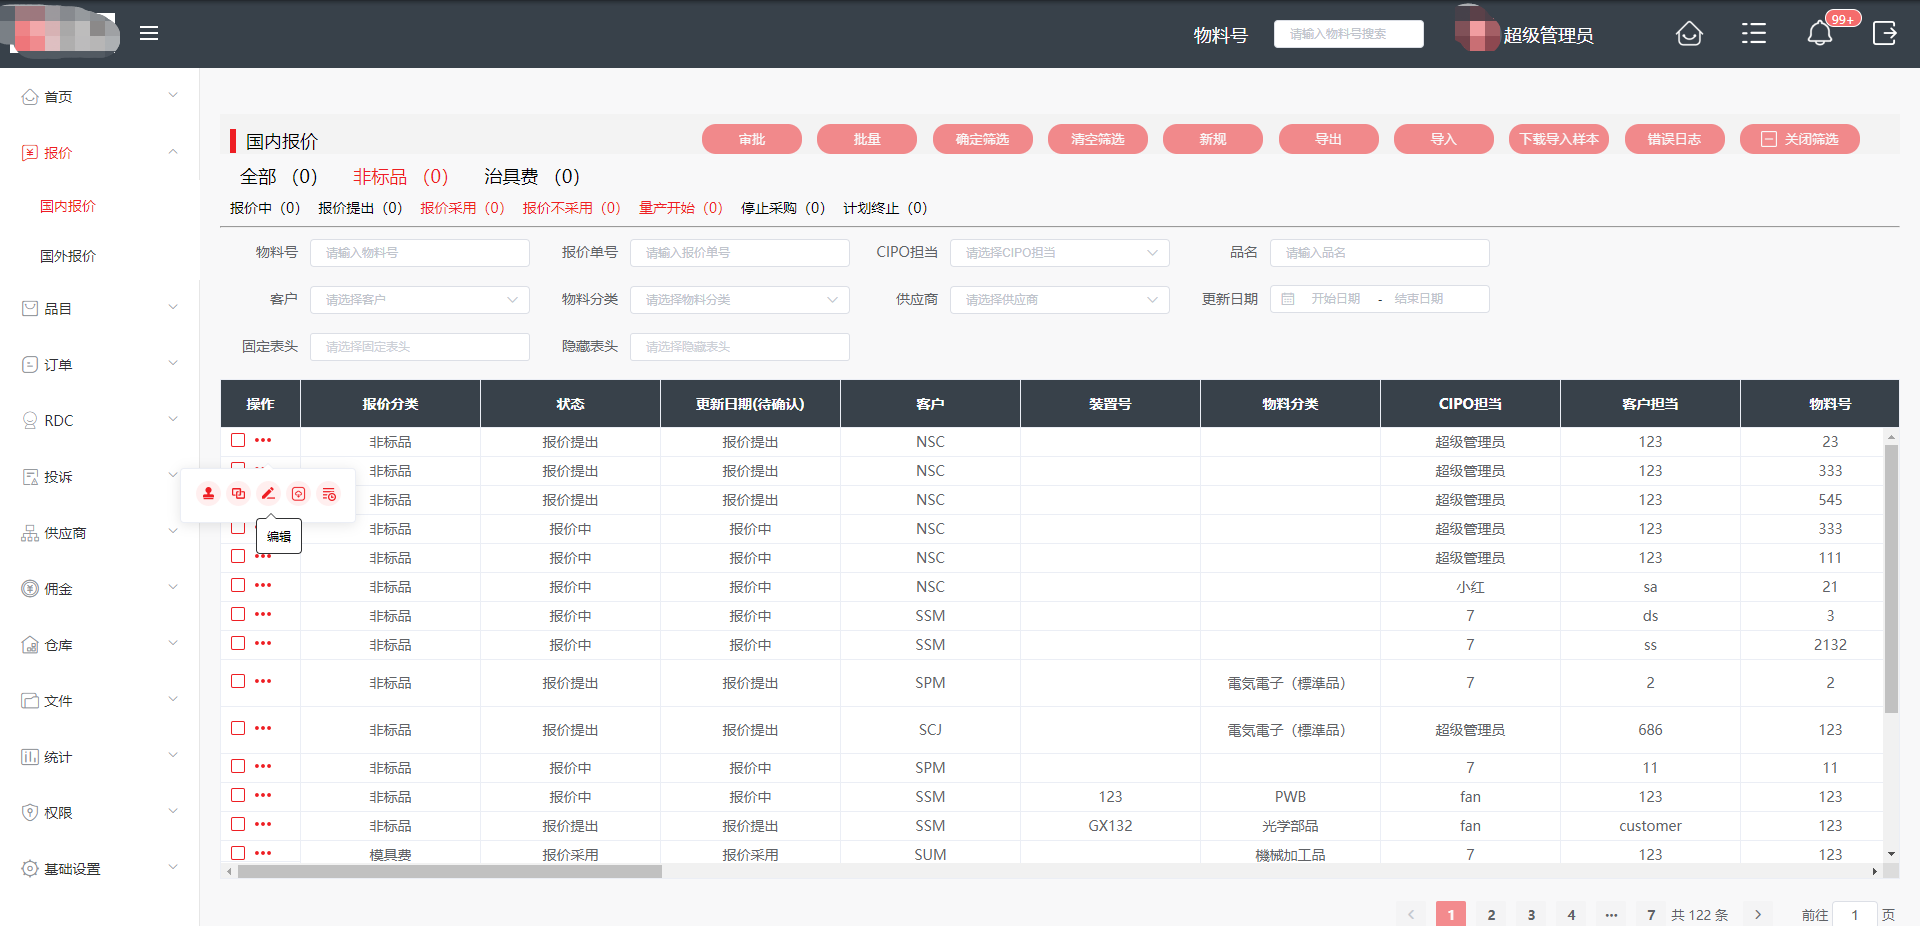 物料号 请输入物料号搜索 超级管理员 99+
首页
报价
国内报价
国外报价
品目
订单
RDC
投诉
供应商
佣金
仓库
文件
统计
权限
基础设置
国内报价 审批 批量 确定筛选 清空筛选 新规 导出 导入 下载导入样本 错误日志 关闭筛选
全部 (0) 非标品 (0) 治具费 (0)
报价中 (0) 报价提出 (0) 报价采用 (0) 报价不采用 (0) 量产开始 (0) 停止采购 (0) 计划终止 (0)
物料号 请输入物料号 报价单号 请输入报价单号 CIPO担当 请选择CIPO担当 品名 请输入品名
客户 请选择客户 物料分类 请选择物料分类 供应商 请选择供应商 更新日期 开始日期 - 结束日期
固定表头 请选择固定表头 隐藏表头 请选择隐藏表头
操作 报价分类 状态 更新日期(待确认) 客户 装置号 物料分类 CIPO担当 客户担当 物料号
非标品 报价提出 报价提出 NSC 超级管理员 123 23
非标品 报价提出 报价提出 NSC 超级管理员 123 333
非标品 报价提出 报价提出 NSC 超级管理员 123 545
非标品 报价中 报价中 NSC 超级管理员 123 333
编辑
非标品 报价中 报价中 NSC 超级管理员 123 111
非标品 报价中 报价中 NSC 小红 sa 21
非标品 报价中 报价中 SSM 7 ds 3
非标品 报价中 报价中 SSM 7 ss 2132
非标品 报价提出 报价提出 SPM 電気電子（標準品） 7 2 2
非标品 报价提出 报价提出 SCJ 電気電子（標準品） 超级管理员 686 123
非标品 报价中 报价中 SPM 7 11 11
非标品 报价中 报价中 SSM 123 PWB fan 123 123
非标品 报价提出 报价提出 SSM GX132 光学部品 fan customer 123
模具费 报价采用 报价采用 SUM 機械加工品 7 123 123
1 2 3 4 ··· 7 共 122 条 前往 1 页